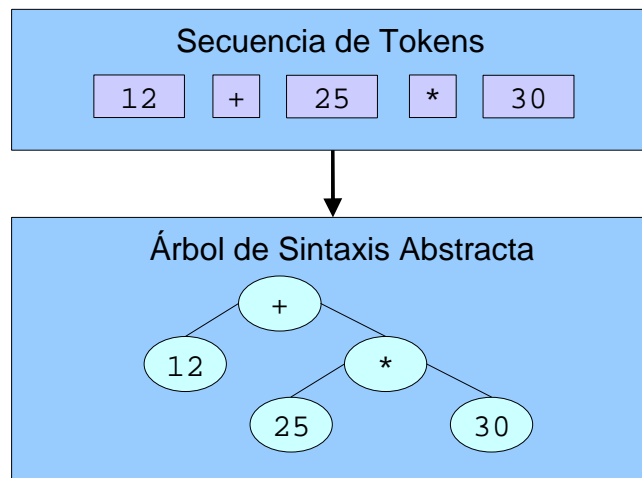 Secuencia de Tokens
12 + 25 * 30
Árbol de Sintaxis Abstracta
+
12 *
25 30